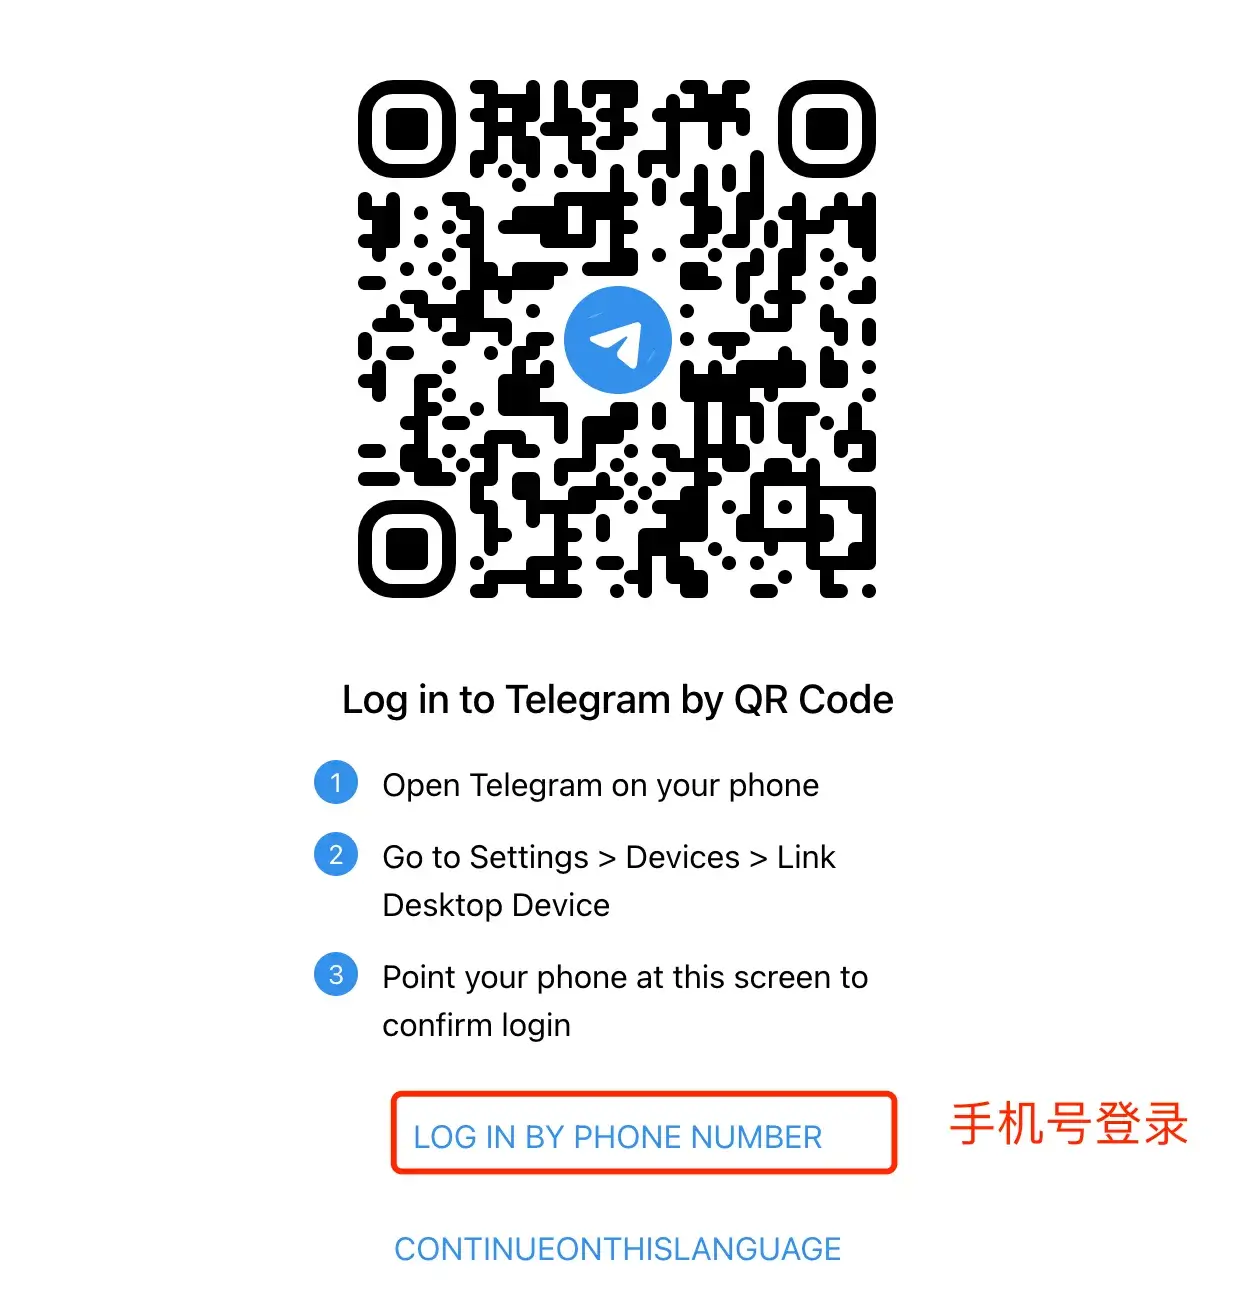 Log in to Telegram by QR Code
1 Open Telegram on your phone
2 Go to Settings > Devices > Link
Desktop Device
3 Point your phone at this screen to
confirm login
LOG IN BY PHONE NUMBER
手机号登录
CONTINUEONTHISLANGUAGE